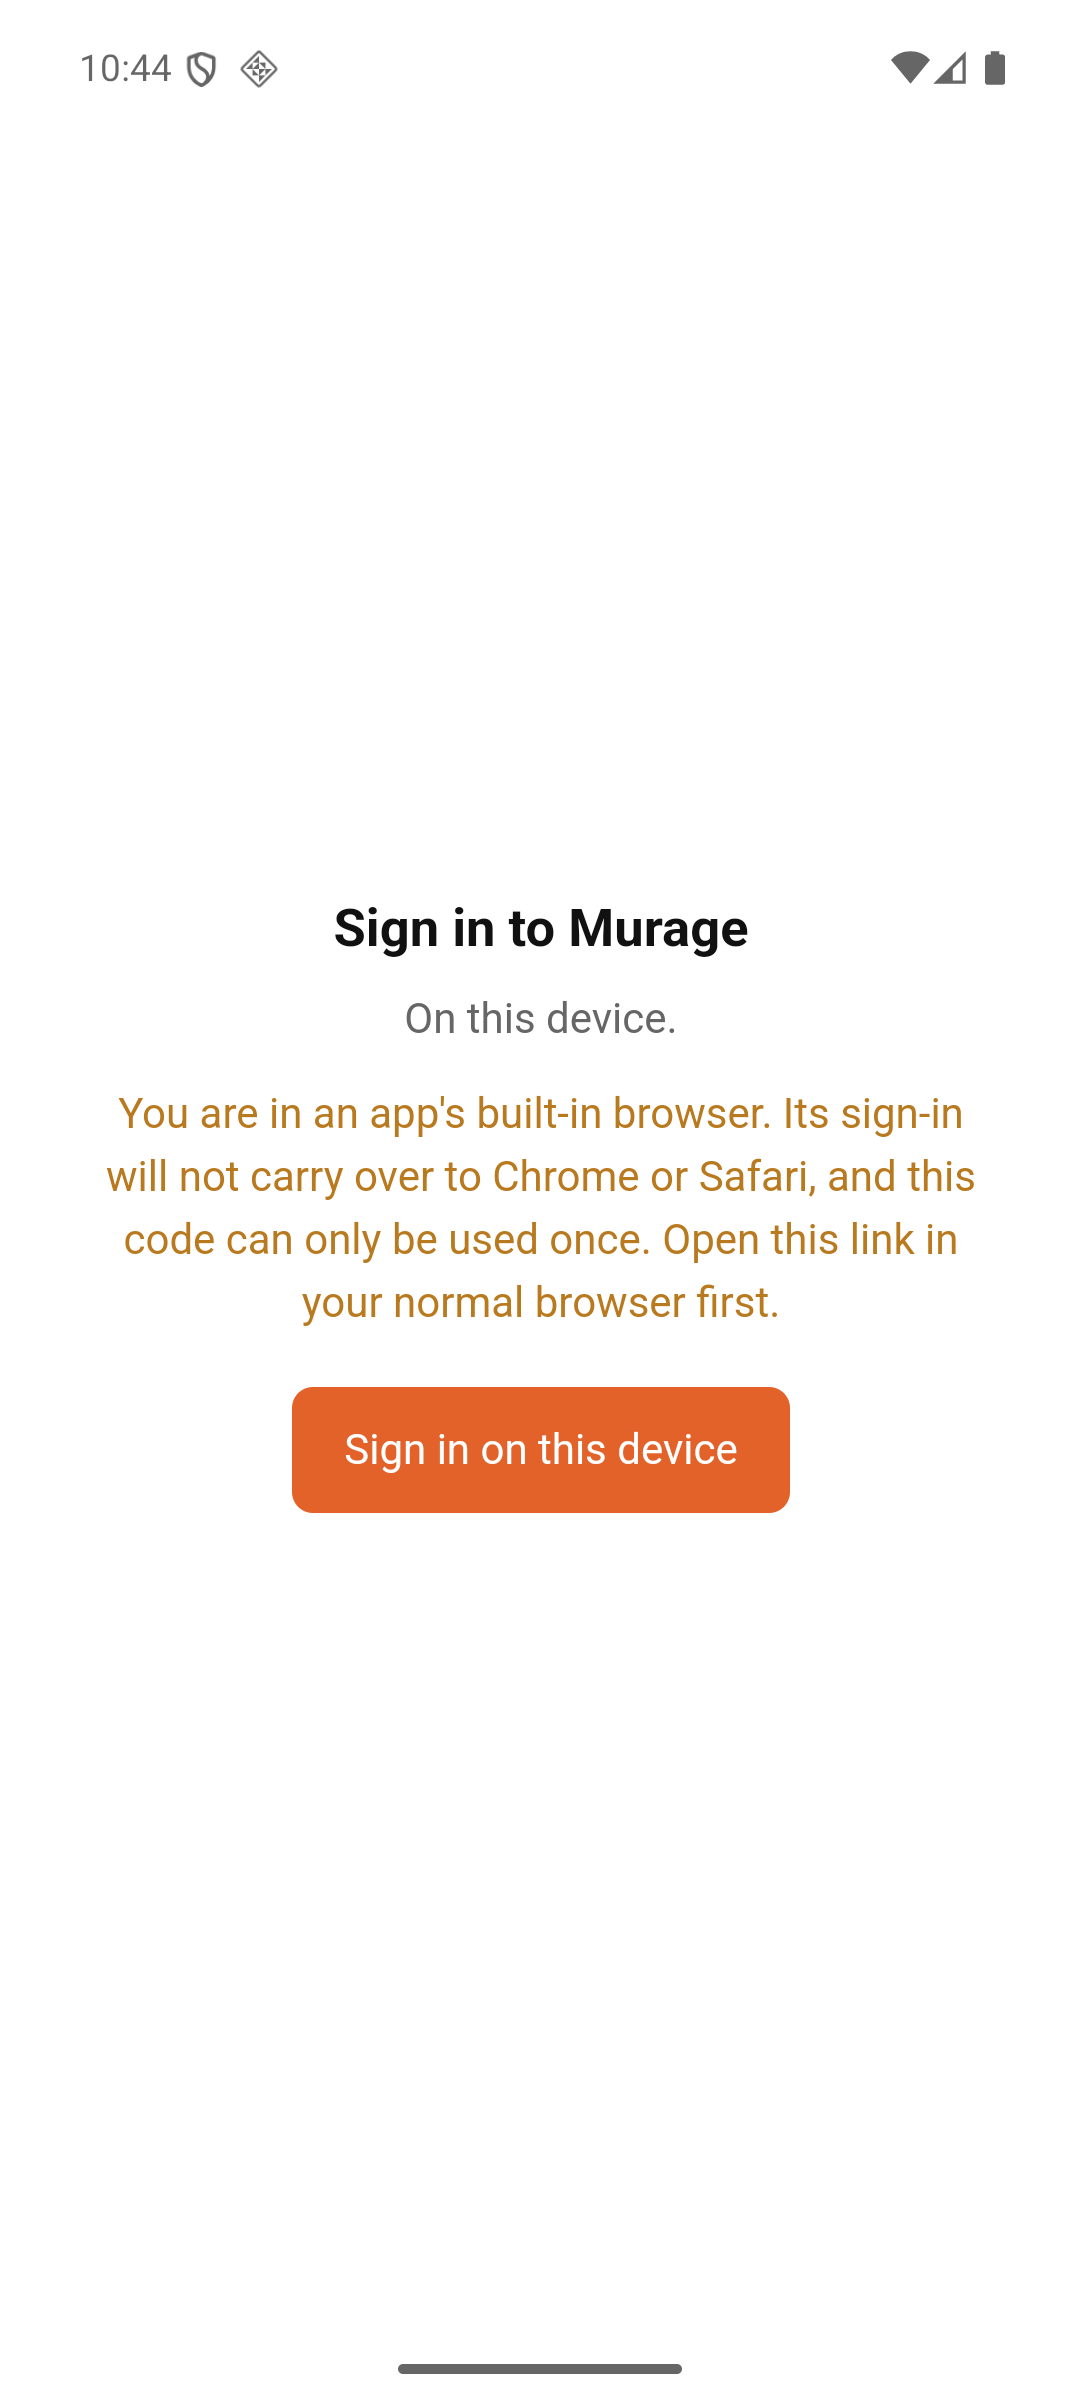 10:44
Sign in to Murage
On this device.
You are in an app's built-in browser. Its sign-in
will not carry over to Chrome or Safari, and this
code can only be used once. Open this link in
your normal browser first.
Sign in on this device